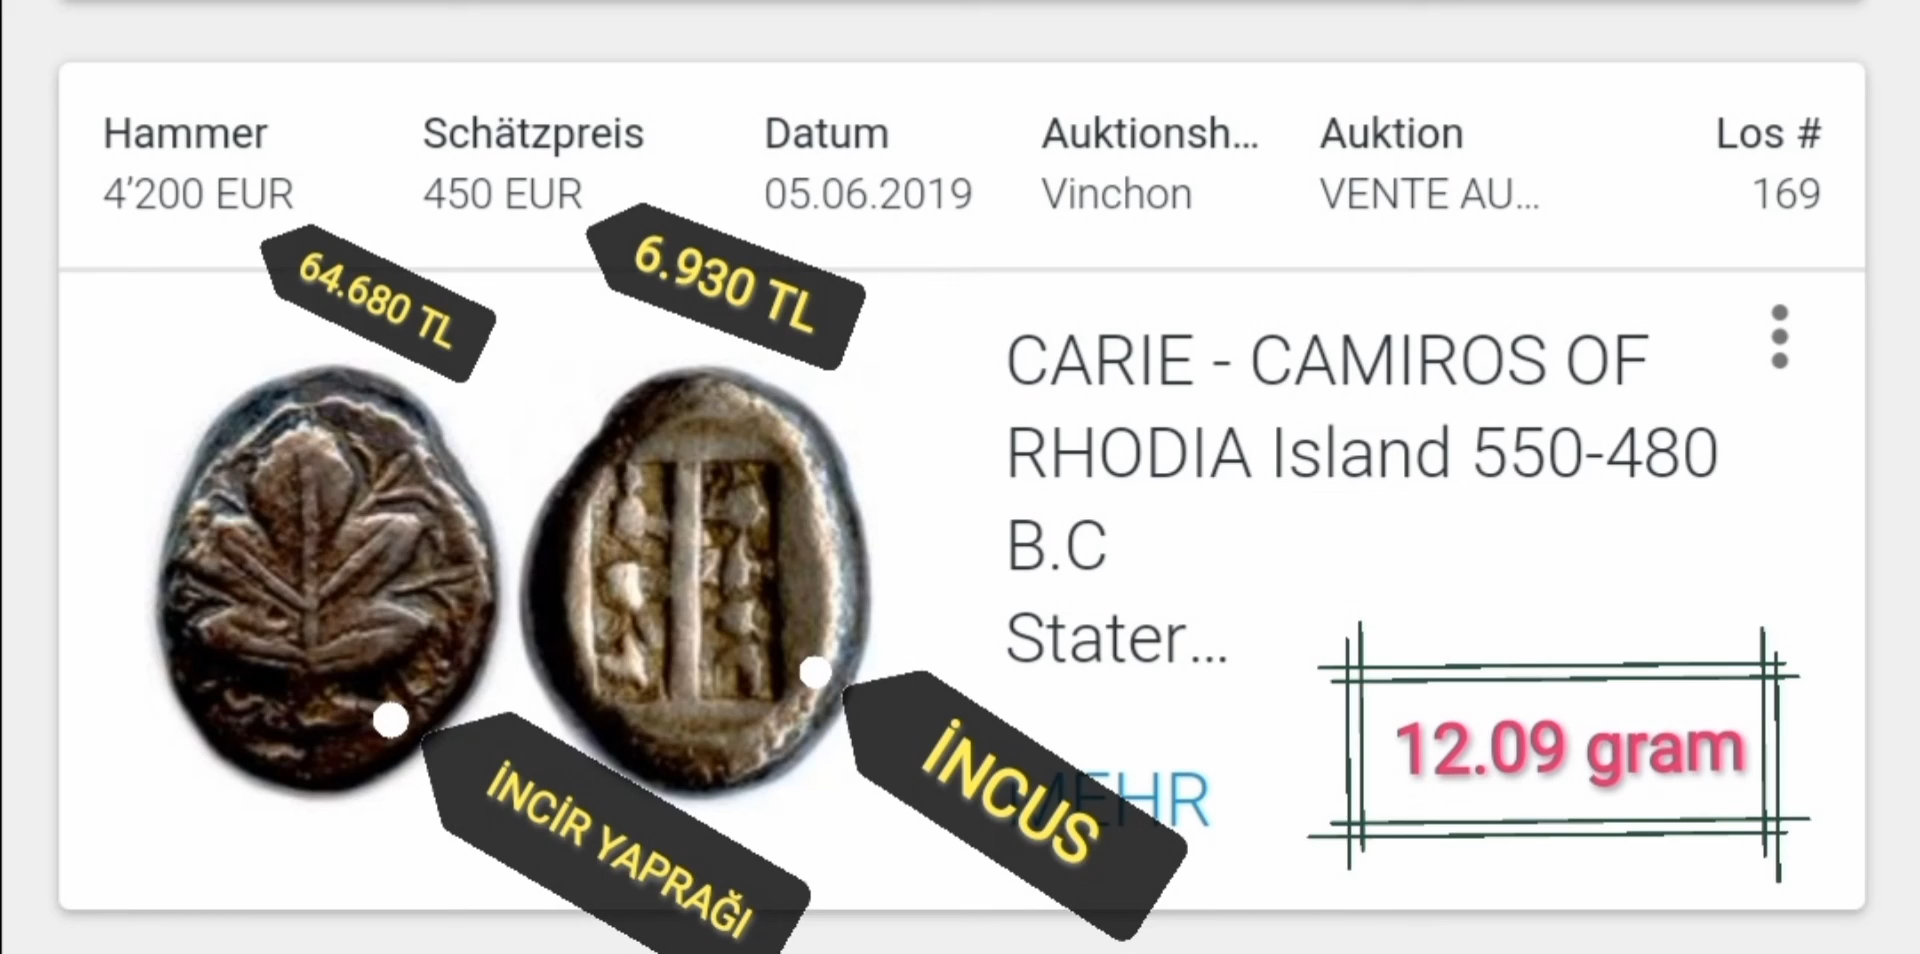 Hammer
4'200 EUR
Schätzpreis
450 EUR
Datum
05.06.2019
Auktionsh...
Vinchon
Auktion
VENTE AU...
Los #
169
64.680 TL
6.930 TL
CARIE - CAMIROS OF
RHODIA Island 550-480
B.C
Stater...
12.09 gram
MEHR
İNCUS
İNCİR YAPRAĞI